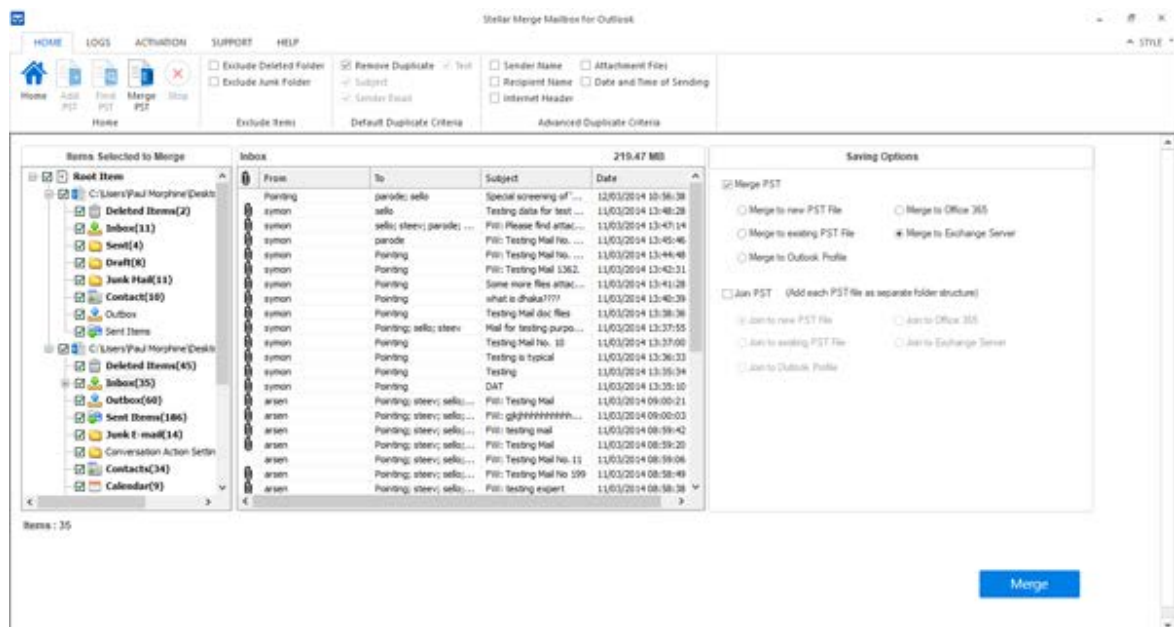 Stellar Merge Mailbox for Outlook
HOME LOGS ACTIVATION SUPPORT HELP
STYLE
Home Add PST Find PST Merge PST Stop
Exclude Deleted Folder
Exclude Junk Folder
Remove Duplicate Text
Subject
Sender Email
Sender Name Attachment Files
Recipient Name Date and Time of Sending
Internet Header
Home Exclude Items Default Duplicate Criteria Advanced Duplicate Criteria
Items Selected to Merge
Root Item
C:\Users\Paul Morphine\Deskto
Deleted Items(2)
Inbox(11)
Sent(4)
Draft(8)
Junk Mail(11)
Contact(10)
Outbox
Sent Items
C:\Users\Paul Morphine\Deskto
Deleted Items(45)
Inbox(35)
Outbox(60)
Sent Items(186)
Junk E-mail(14)
Conversation Action Settin
Contacts(34)
Calendar(9)
Inbox 219.47 MB
From To Subject Date
Pointing parode; sello Special screening of '... 12/03/2014 10:56:38
symon sello Testing data for test ... 11/03/2014 13:48:28
symon sello; steev; parode; ... FW: Please find attac... 11/03/2014 13:47:14
symon parode FW: Testing Mail No. ... 11/03/2014 13:45:46
symon Pointing FW: Testing Mail No. ... 11/03/2014 13:44:48
symon Pointing FW: Testing Mail 1362. 11/03/2014 13:42:31
symon Pointing Some more files attac... 11/03/2014 13:41:28
symon Pointing what is dhaka???? 11/03/2014 13:40:39
symon Pointing Testing Mail doc files 11/03/2014 13:38:36
symon Pointing; sello; steev Mail for testing purpo... 11/03/2014 13:37:55
symon Pointing Testing Mail No. 10 11/03/2014 13:37:00
symon Pointing Testing is typical 11/03/2014 13:36:33
symon Pointing Testing 11/03/2014 13:35:34
symon Pointing DAT 11/03/2014 13:35:10
arsen Pointing; steev; sello;... FW: Testing Mail 11/03/2014 09:00:21
arsen Pointing; steev; sello;... FW: 11/03/2014 09:00:03
arsen Pointing; steev; sello;... FW: testing mail 11/03/2014 08:59:42
arsen Pointing; steev; sello;... FW: Testing Mail 11/03/2014 08:59:20
arsen Pointing; steev; sello;... FW: Testing Mail No. 11 11/03/2014 08:59:06
arsen Pointing; steev; sello;... FW: Testing Mail No 199 11/03/2014 08:58:49
arsen Pointing; steev; sello;... FW: testing expert 11/03/2014 08:58:38
Saving Options
Merge PST
Merge to new PST File Merge to Office 365
Merge to existing PST File Merge to Exchange Server
Merge to Outlook Profile
Join PST (Add each PST file as separate folder structure)
Join to new PST File Join to Office 365
Join to existing PST File Join to Exchange Server
Join to Outlook Profile
Items : 35
Merge